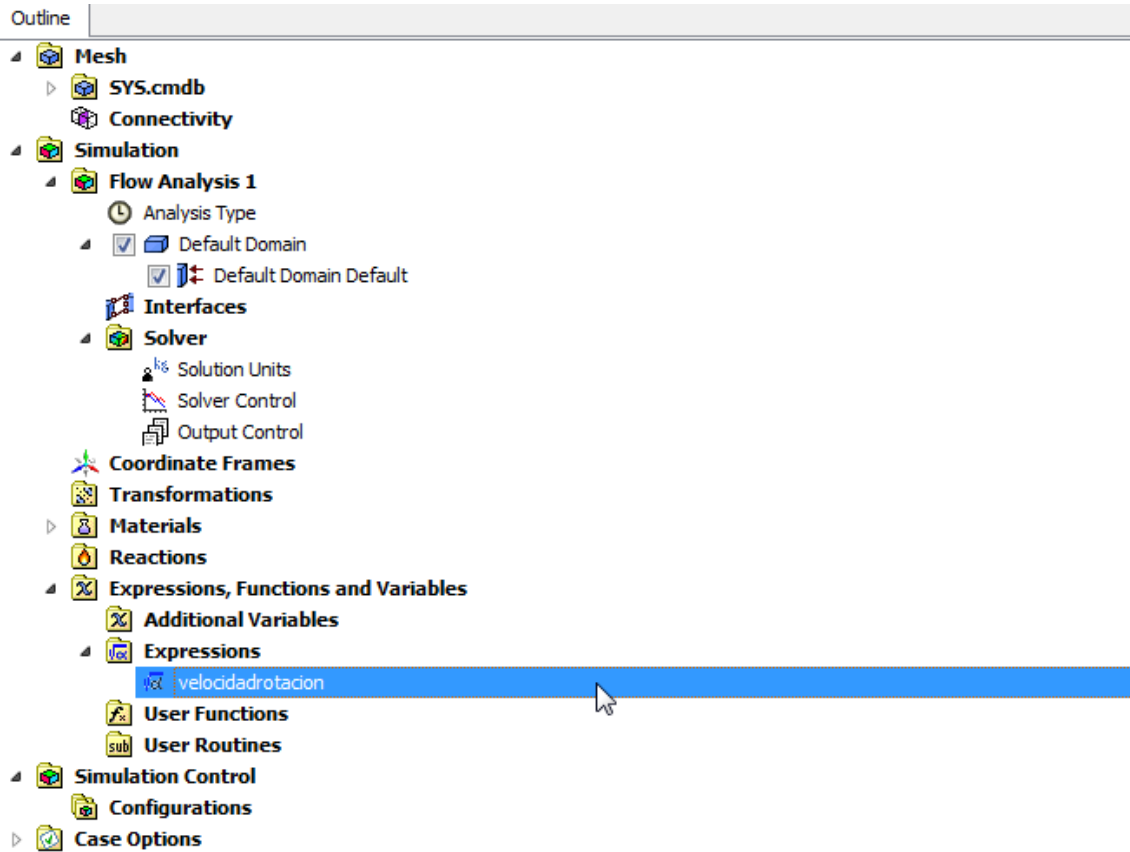 Outline
Mesh
SYS.cmdb
Connectivity
Simulation
Flow Analysis 1
Analysis Type
Default Domain
Default Domain Default
Interfaces
Solver
Solution Units
Solver Control
Output Control
Coordinate Frames
Transformations
Materials
Reactions
Expressions, Functions and Variables
Additional Variables
Expressions
velocidadrotacion
User Functions
User Routines
Simulation Control
Configurations
Case Options